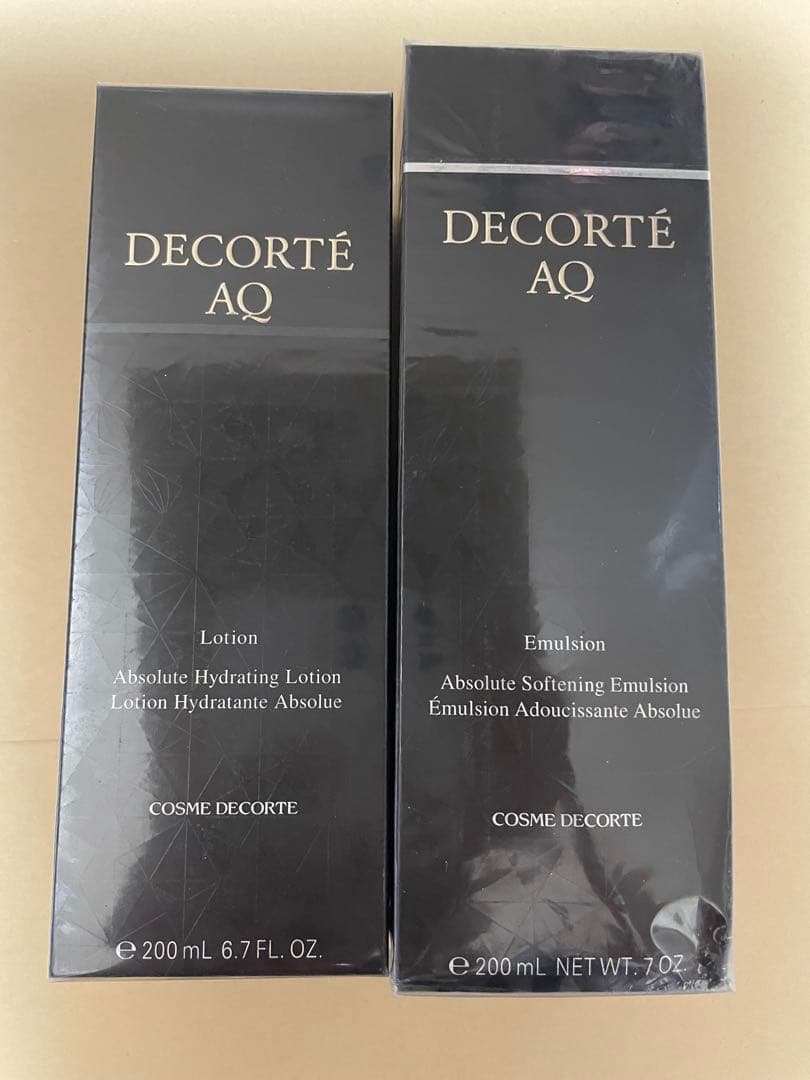 DECORTÉ
AQ
Lotion
Absolute Hydrating Lotion
Lotion Hydratante Absolue
COSME DECORTE
℮ 200 mL 6.7 FL. OZ.
DECORTÉ
AQ
Emulsion
Absolute Softening Emulsion
Émulsion Adoucissante Absolue
COSME DECORTE
℮ 200 mL NET WT. 7 OZ.